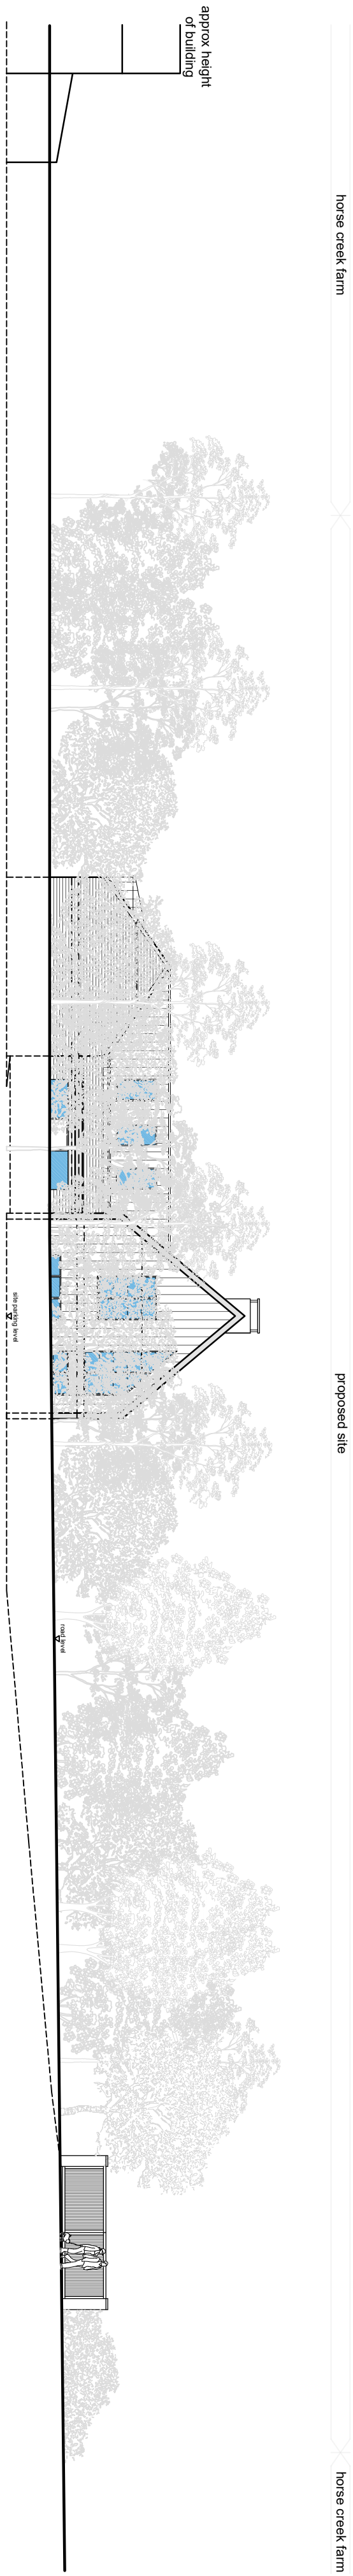 horse creek farm
proposed site
horse creek farm
approx height
of building
site parking level
road level